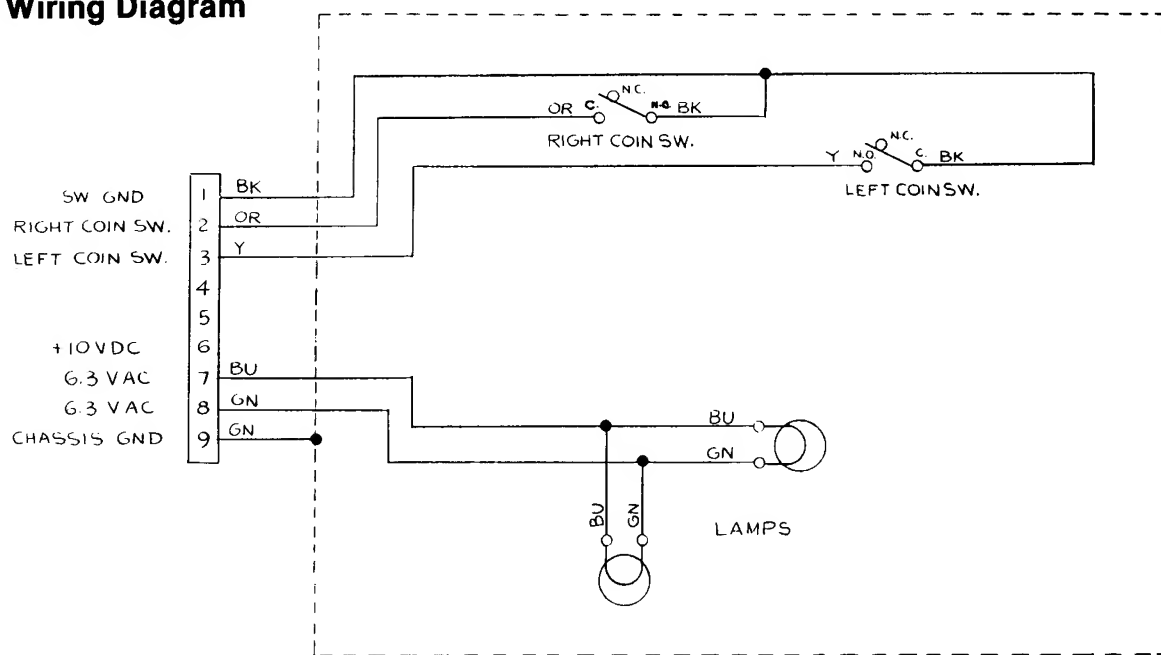 Wiring Diagram
N.C.
OR C. N.O. BK
RIGHT COIN SW.
N.C.
Y N.O. C. BK
LEFT COIN SW.
SW GND 1 BK
RIGHT COIN SW. 2 OR
LEFT COIN SW. 3 Y
4
5
+10VDC 6
6.3 VAC 7 BU
6.3 VAC 8 GN
CHASSIS GND 9 GN
BU
GN
BU GN
LAMPS